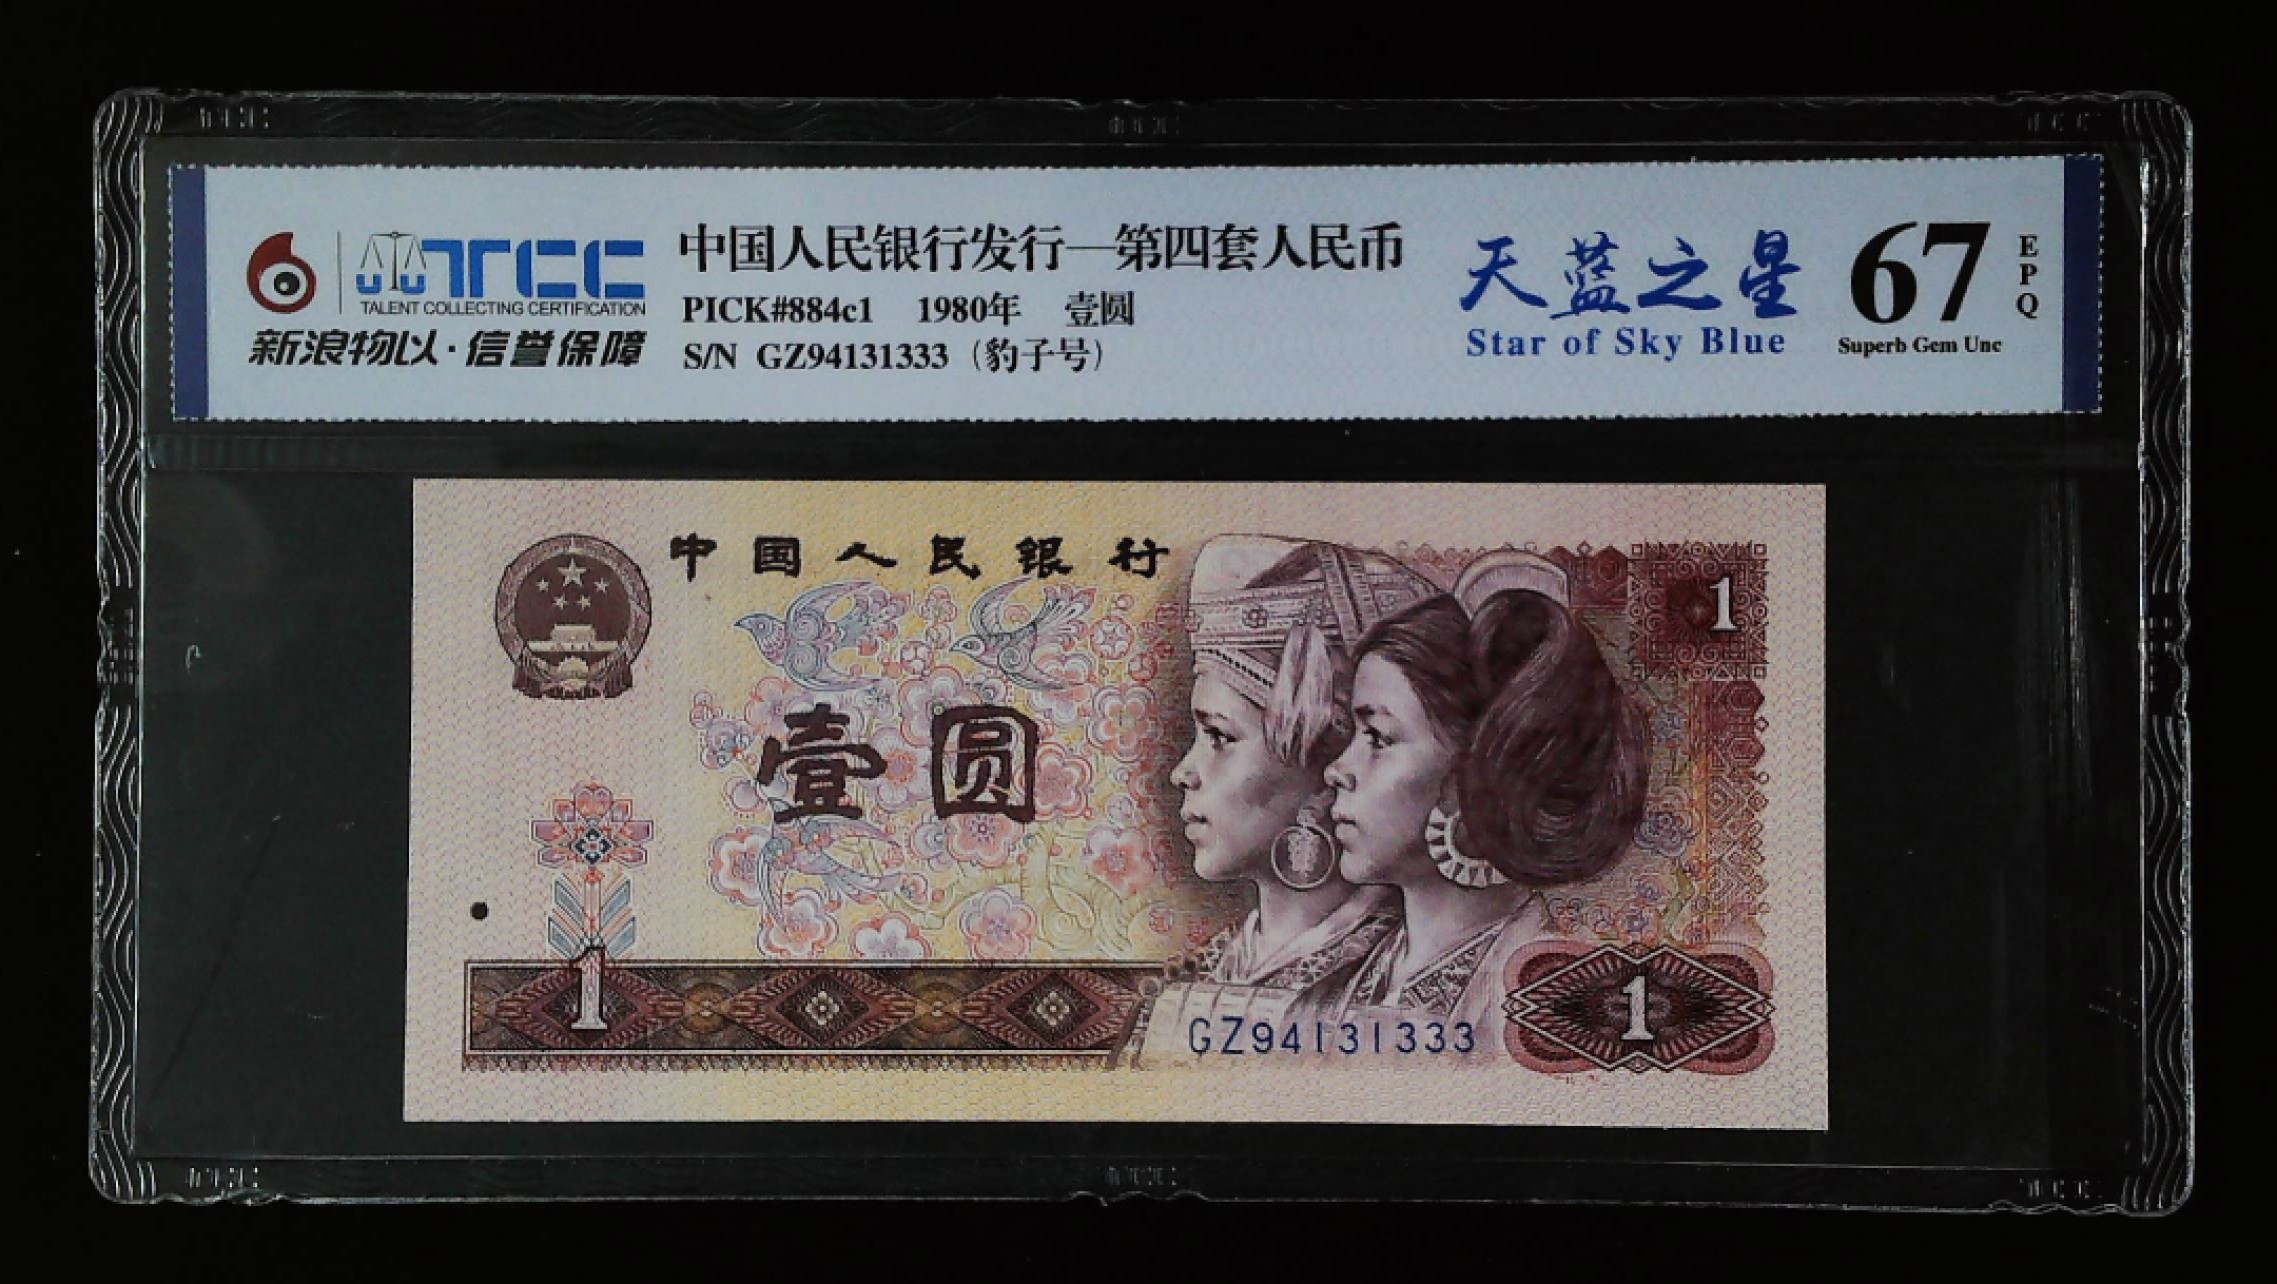 TCC
TALENT COLLECTING CERTIFICATION
新浪物以·信誉保障
中国人民银行发行—第四套人民币
PICK#884c1 1980年 壹圆
S/N GZ94131333（豹子号）
天蓝之星
Star of Sky Blue
67
EPQ
Superb Gem Unc
中国人民银行
1
壹圆
1
1
GZ94131333